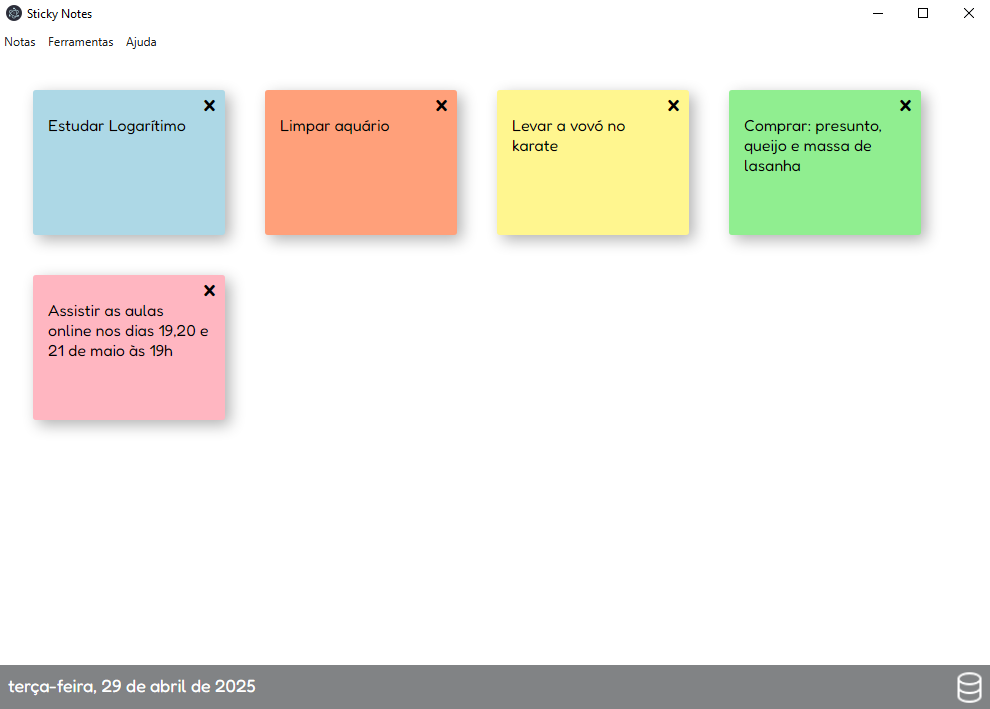 Sticky Notes
Notas Ferramentas Ajuda
Estudar Logarítimo
Limpar aquário
Levar a vovó no
karate
Comprar: presunto,
queijo e massa de
lasanha
Assistir as aulas
online nos dias 19,20 e
21 de maio às 19h
terça-feira, 29 de abril de 2025